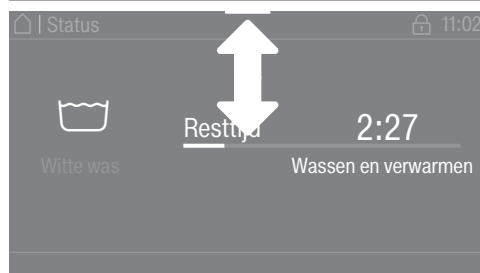 | Status 11:02
Resttijd 2:27
Witte was Wassen en verwarmen